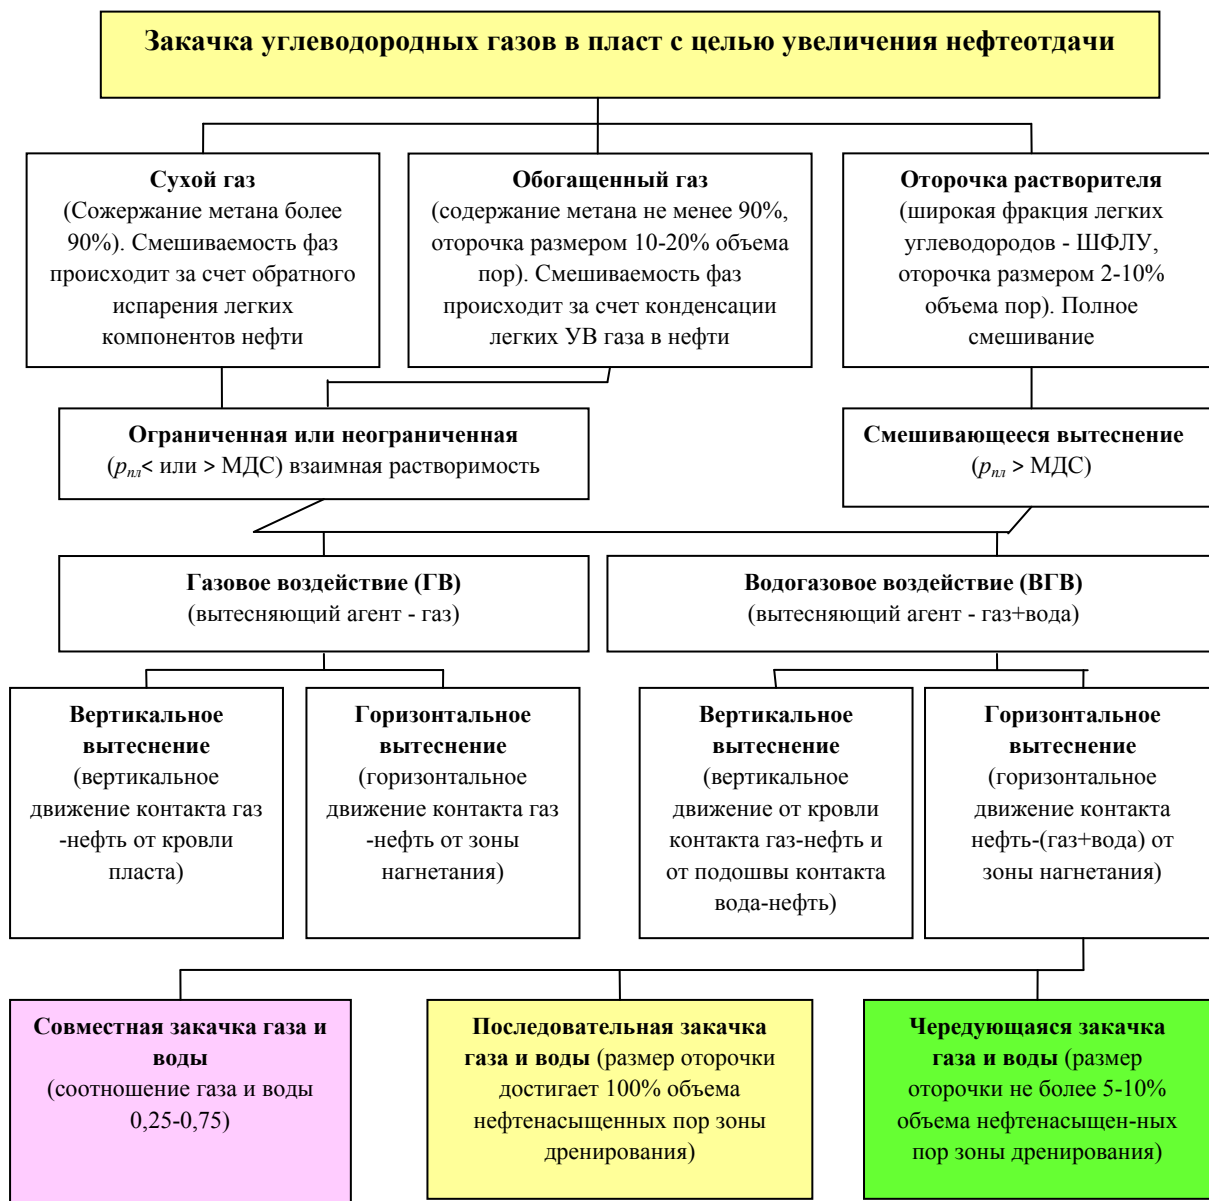 Закачка углеводородных газов в пласт с целью увеличения нефтеотдачи
Сухой газ
(Сожержание метана более
90%). Смешиваемость фаз
происходит за счет обратного
испарения легких
компонентов нефти
Обогащенный газ
(содержание метана не менее 90%,
оторочка размером 10-20% объема
пор). Смешиваемость фаз
происходит за счет конденсации
легких УВ газа в нефти
Оторочка растворителя
(широкая фракция легких
углеводородов - ШФЛУ,
оторочка размером 2-10%
объема пор). Полное
смешивание
Ограниченная или неограниченная
(рпл< или > МДС) взаимная растворимость
Смешивающееся вытеснение
(рпл > МДС)
Газовое воздействие (ГВ)
(вытесняющий агент - газ)
Водогазовое воздействие (ВГВ)
(вытесняющий агент - газ+вода)
Вертикальное
вытеснение
(вертикальное
движение контакта газ
-нефть от кровли
пласта)
Горизонтальное
вытеснение
(горизонтальное
движение контакта газ
-нефть от зоны
нагнетания)
Вертикальное
вытеснение
(вертикальное
движение от кровли
контакта газ-нефть и
от подошвы контакта
вода-нефть)
Горизонтальное
вытеснение
(горизонтальное
движение контакта
нефть-(газ+вода) от
зоны нагнетания)
Совместная закачка газа и
воды
(соотношение газа и воды
0,25-0,75)
Последовательная закачка
газа и воды (размер оторочки
достигает 100% объема
нефтенасыщенных пор зоны
дренирования)
Чередующаяся закачка
газа и воды (размер
оторочки не более 5-10%
объема нефтенасыщен-ных
пор зоны дренирования)